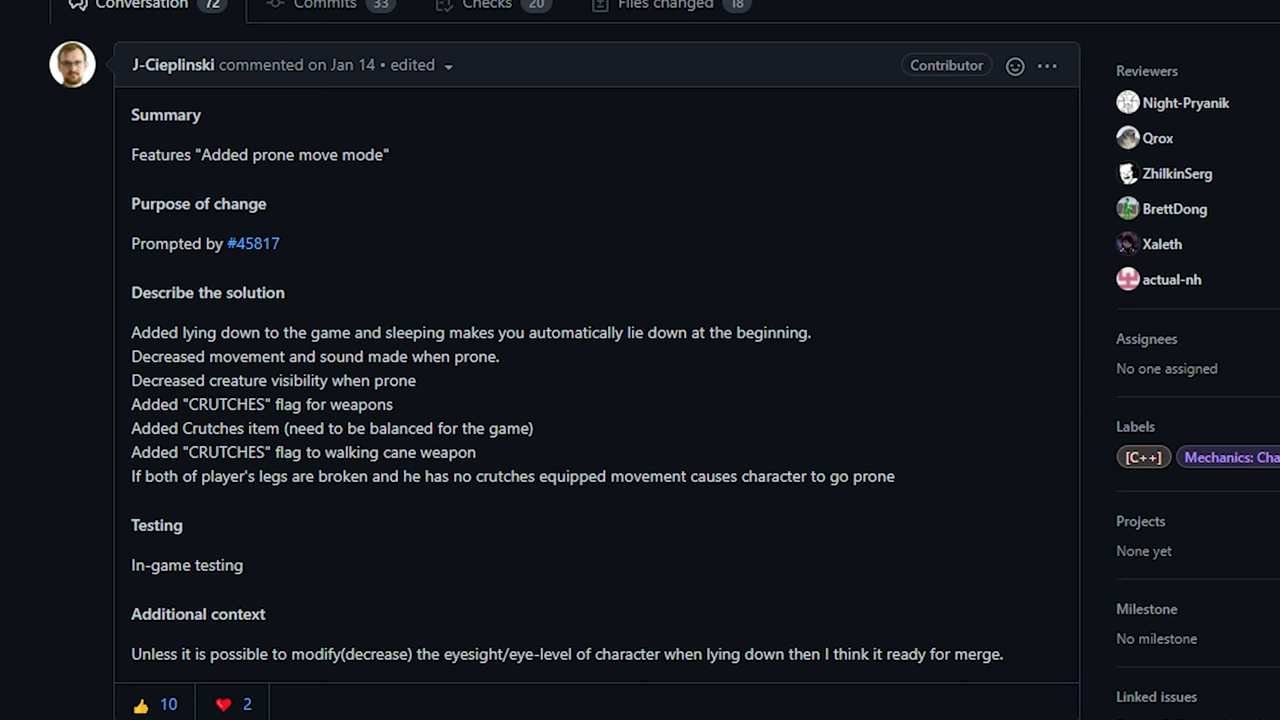 Conversation 72 Commits 33 Checks 20 Files changed 18
J-Cieplinski commented on Jan 14 • edited Contributor
Summary
Features "Added prone move mode"
Purpose of change
Prompted by #45817
Describe the solution
Added lying down to the game and sleeping makes you automatically lie down at the beginning.
Decreased movement and sound made when prone.
Decreased creature visibility when prone
Added "CRUTCHES" flag for weapons
Added Crutches item (need to be balanced for the game)
Added "CRUTCHES" flag to walking cane weapon
If both of player's legs are broken and he has no crutches equipped movement causes character to go prone
Testing
In-game testing
Additional context
Unless it is possible to modify(decrease) the eyesight/eye-level of character when lying down then I think it ready for merge.
10 2
Reviewers
Night-Pryanik
Qrox
ZhilkinSerg
BrettDong
Xaleth
actual-nh
Assignees
No one assigned
Labels
[C++] Mechanics: Cha
Projects
None yet
Milestone
No milestone
Linked issues